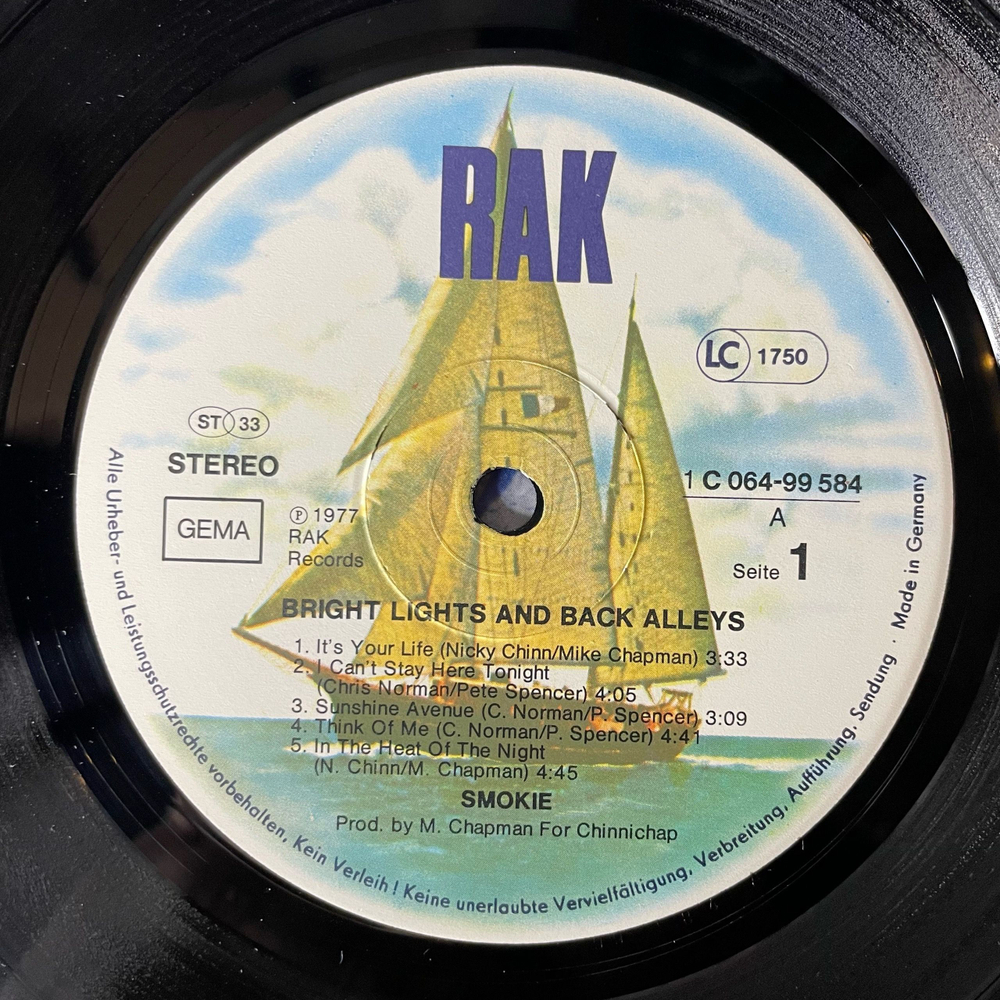 RAK
LC 1750
ST 33
STEREO
GEMA
℗ 1977
RAK
Records
1 C 064-99 584
A
Seite 1
BRIGHT LIGHTS AND BACK ALLEYS
1. It's Your Life (Nicky Chinn/Mike Chapman) 3:33
2. I Can't Stay Here Tonight
(Chris Norman/Pete Spencer) 4:05
3. Sunshine Avenue (C. Norman/P. Spencer) 3:09
4. Think Of Me (C. Norman/P. Spencer) 4:41
5. In The Heat Of The Night
(N. Chinn/M. Chapman) 4:45
SMOKIE
Prod. by M. Chapman For Chinnichap
Alle Urheber- und Leistungsschutzrechte vorbehalten, Kein Verleih! Keine unerlaubte Vervielfältigung, Verbreitung, Aufführung, Sendung · Made in Germany